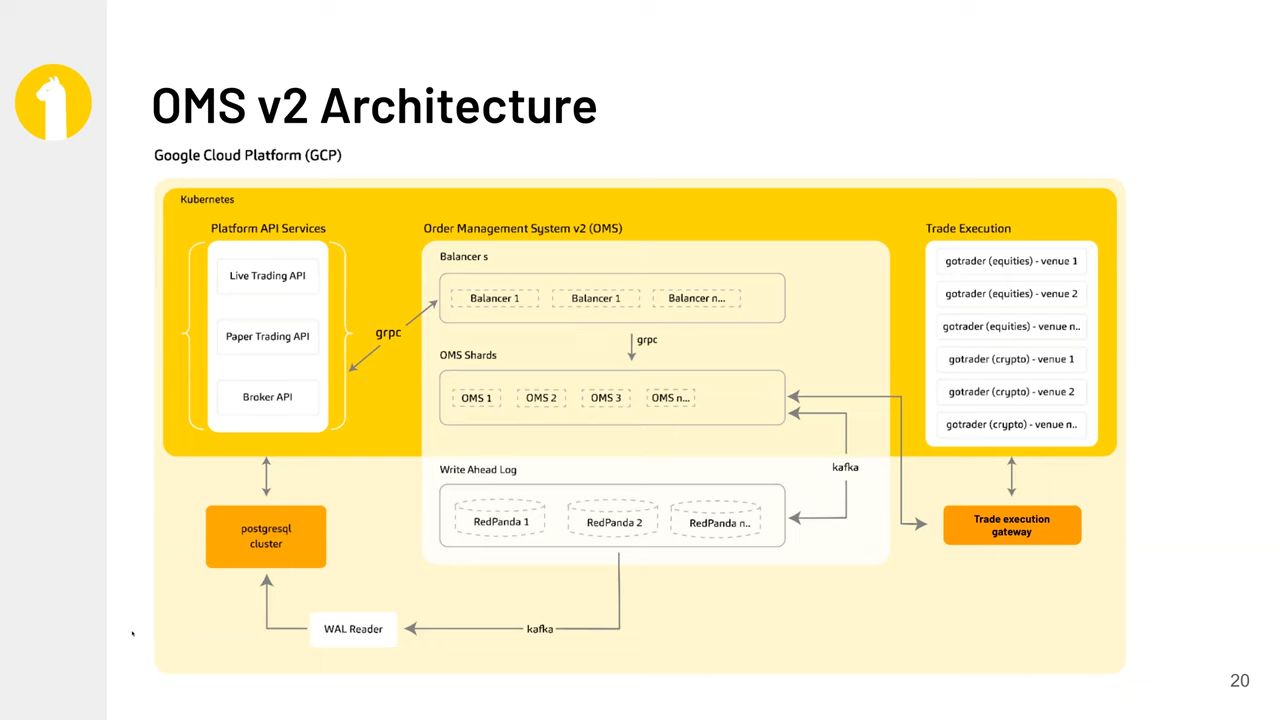 OMS v2 Architecture
Google Cloud Platform (GCP)
Kubernetes
Platform API Services
Live Trading API
Paper Trading API
Broker API
grpc
Order Management System v2 (OMS)
Balancer s
Balancer 1
Balancer 1
Balancer n...
grpc
OMS Shards
OMS 1
OMS 2
OMS 3
OMS n...
Write Ahead Log
RedPanda 1
RedPanda 2
RedPanda n..
kafka
Trade Execution
gotrader (equities) - venue 1
gotrader (equities) - venue 2
gotrader (equities) - venue n..
gotrader (crypto) - venue 1
gotrader (crypto) - venue 2
gotrader (crypto) - venue n..
Trade execution
gateway
postgresql
cluster
WAL Reader
kafka
20